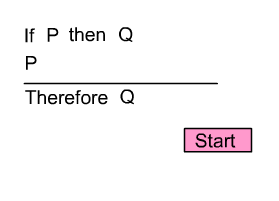 If P then Q
P
Therefore Q
Start